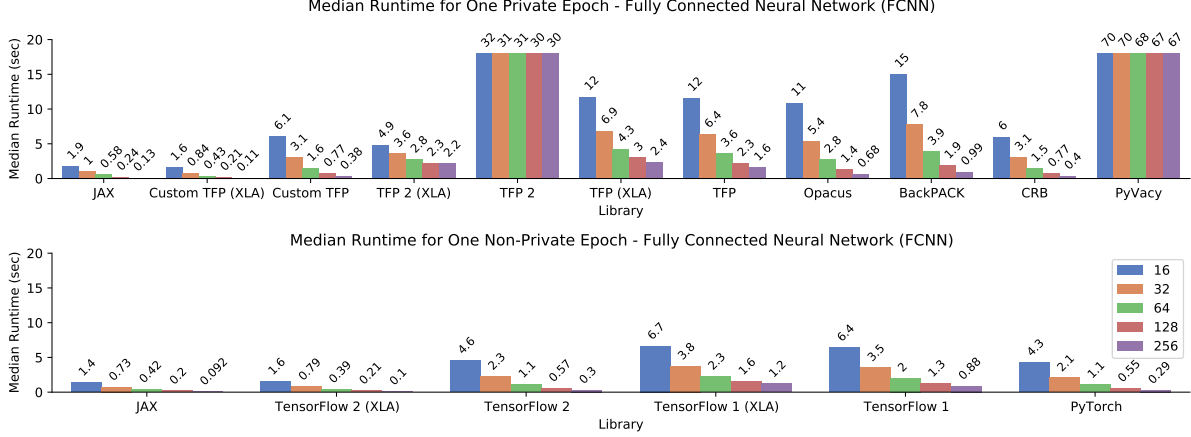 Median Runtime for One Private Epoch - Fully Connected Neural Network (FCNN)
Median Runtime (sec)
20
15
10
5
0
1.9 1 0.58 0.24 0.13
1.6 0.84 0.43 0.21 0.11
6.1 3.1 1.6 0.77 0.38
4.9 3.6 2.8 2.3 2.2
32 31 31 30 30
12 6.9 4.3 3 2.4
12 6.4 3.6 2.3 1.6
11 5.4 2.8 1.4 0.68
15 7.8 3.9 1.9 0.99
6 3.1 1.5 0.77 0.4
70 70 68 67 67
JAX Custom TFP (XLA) Custom TFP TFP 2 (XLA) TFP 2 TFP (XLA) TFP Opacus BackPACK CRB PyVacy
Library
Median Runtime for One Non-Private Epoch - Fully Connected Neural Network (FCNN)
Median Runtime (sec)
20
15
10
5
0
1.4 0.73 0.42 0.2 0.092
1.6 0.79 0.39 0.21 0.1
4.6 2.3 1.1 0.57 0.3
6.7 3.8 2.3 1.6 1.2
6.4 3.5 2 1.3 0.88
4.3 2.1 1.1 0.55 0.29
16
32
64
128
256
JAX TensorFlow 2 (XLA) TensorFlow 2 TensorFlow 1 (XLA) TensorFlow 1 PyTorch
Library